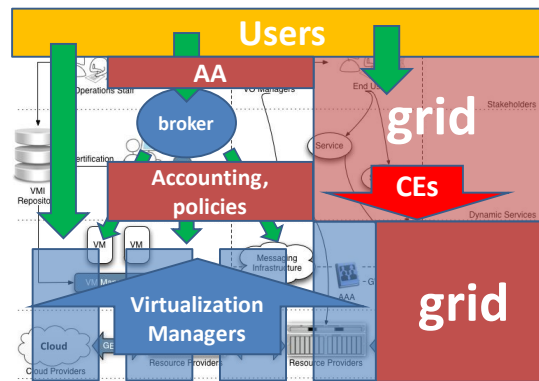 Users
AA
Operations Staff
VO Managers
End Us
Stakeholders
broker
grid
Service
VMI
Reposito
ertification
Accounting,
policies
CEs
Dynamic Services
VM
VM
Messaging
Infrastructure
VM Ma
AAA
Virtualization
Managers
grid
Cloud
GE
Cloud Providers
Resource Providers
Resource Providers